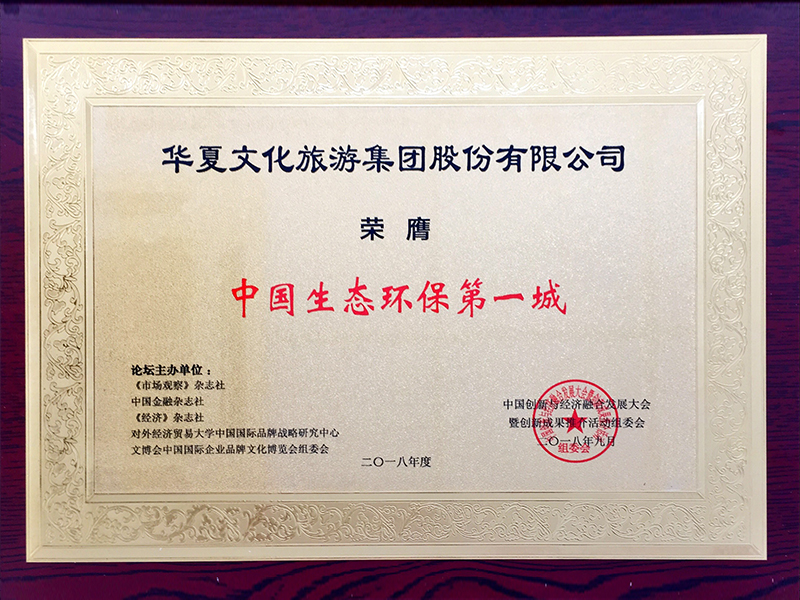 华夏文化旅游集团股份有限公司
荣膺
中国生态环保第一城
论坛主办单位：
《市场观察》杂志社
中国金融杂志社
《经济》杂志社
对外经济贸易大学中国国际品牌战略研究中心
文博会中国国际企业品牌文化博览会组委会
二〇一八年度
中国创新与经济融合发展大会
暨创新成果推介活动组委会
二〇一八年九月
组委会